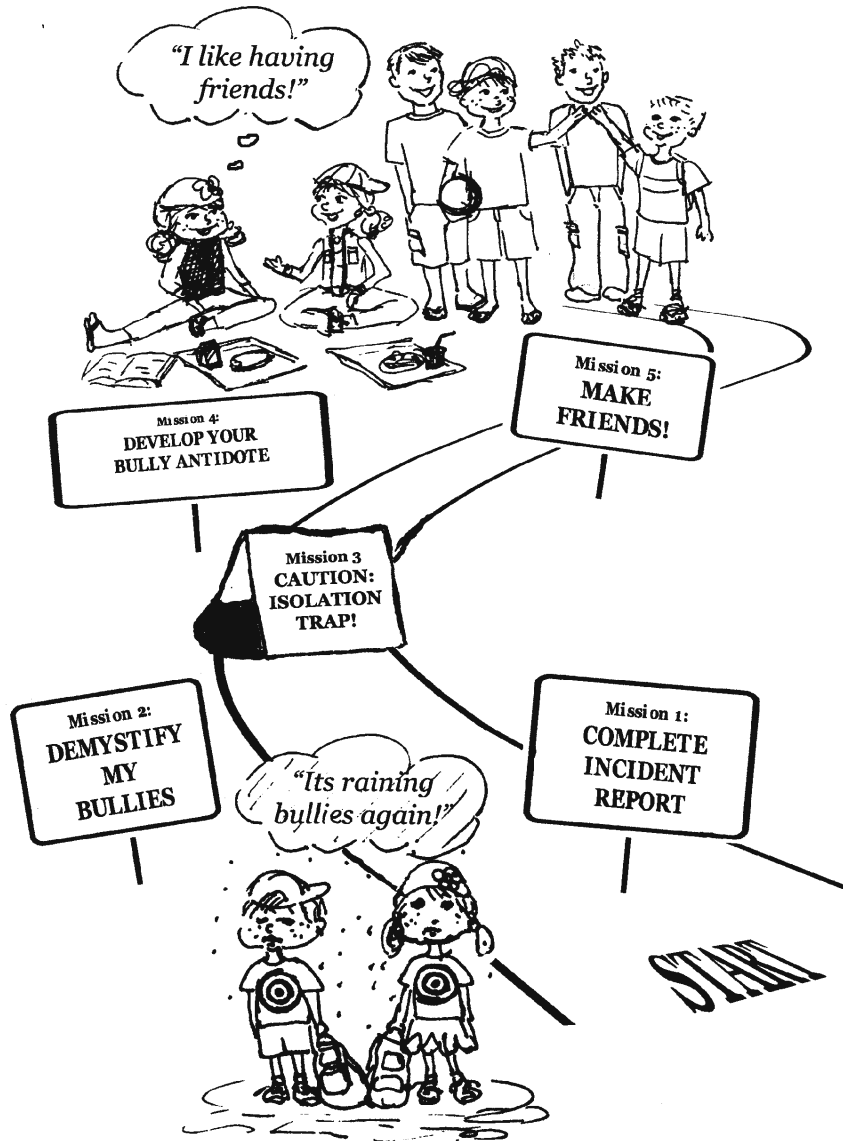 “I like having
friends!”
Mission 5:
MAKE
FRIENDS!
Mission 4:
DEVELOP YOUR
BULLY ANTIDOTE
Mission 3
CAUTION:
ISOLATION
TRAP!
Mission 2:
DEMYSTIFY
MY
BULLIES
Mission 1:
COMPLETE
INCIDENT
REPORT
“Its raining
bullies again!”
START